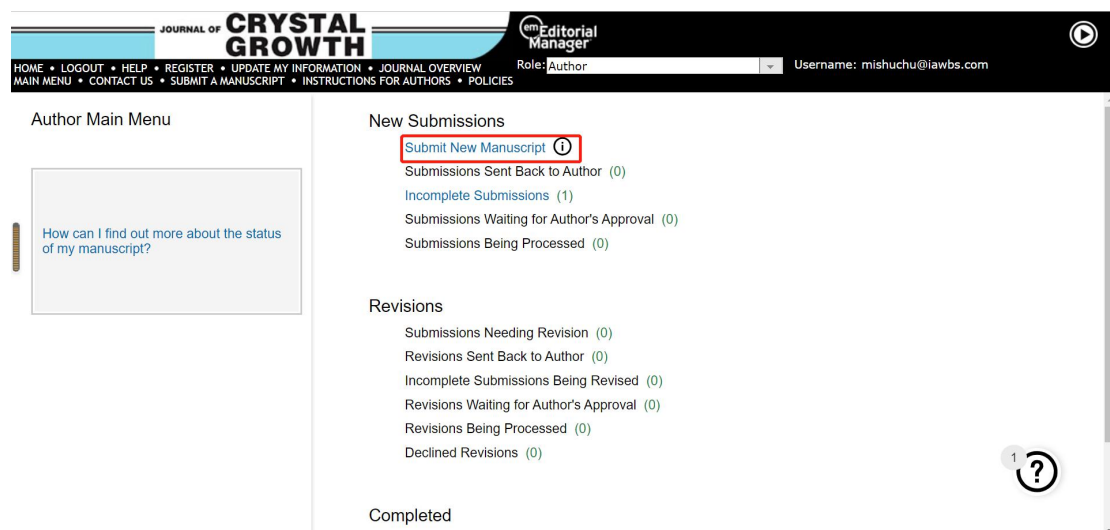 JOURNAL OF CRYSTAL GROWTH
em Editorial Manager
HOME • LOGOUT • HELP • REGISTER • UPDATE MY INFORMATION • JOURNAL OVERVIEW
MAIN MENU • CONTACT US • SUBMIT A MANUSCRIPT • INSTRUCTIONS FOR AUTHORS • POLICIES
Role: Author
Username: mishuchu@iawbs.com
Author Main Menu
How can I find out more about the status
of my manuscript?
New Submissions
Submit New Manuscript
Submissions Sent Back to Author (0)
Incomplete Submissions (1)
Submissions Waiting for Author's Approval (0)
Submissions Being Processed (0)
Revisions
Submissions Needing Revision (0)
Revisions Sent Back to Author (0)
Incomplete Submissions Being Revised (0)
Revisions Waiting for Author's Approval (0)
Revisions Being Processed (0)
Declined Revisions (0)
1
?
Completed